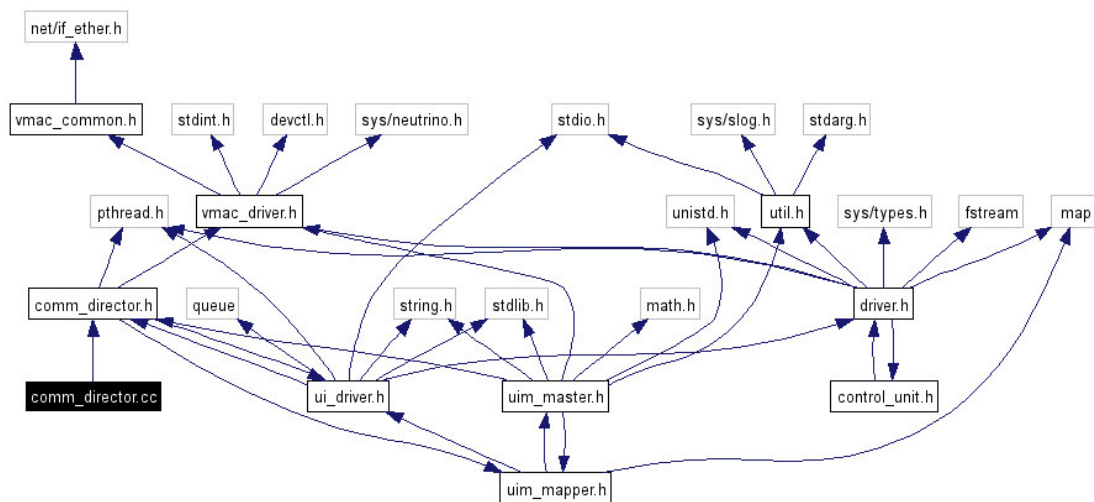 net/if_ether.h
vmac_common.h
stdint.h
devctl.h
sys/neutrino.h
stdio.h
sys/slog.h
stdarg.h
pthread.h
vmac_driver.h
unistd.h
util.h
sys/types.h
fstream
map
comm_director.h
queue
string.h
stdlib.h
math.h
driver.h
comm_director.cc
ui_driver.h
uim_master.h
control_unit.h
uim_mapper.h